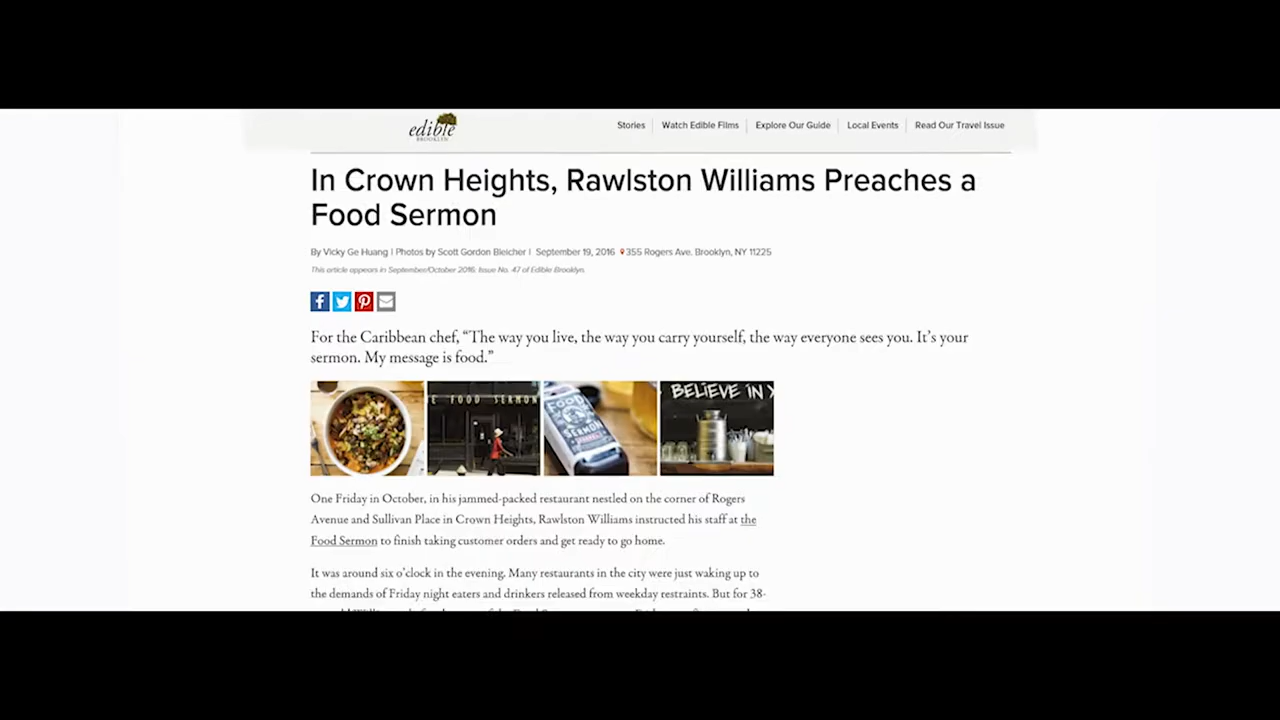 edible
BROOKLYN
Stories
Watch Edible Films
Explore Our Guide
Local Events
Read Our Travel Issue
In Crown Heights, Rawlston Williams Preaches a
Food Sermon
By Vicky Ge Huang | Photos by Scott Gordon Bleicher | September 19, 2016 355 Rogers Ave. Brooklyn, NY 11225
This article appears in September/October 2016: Issue No. 47 of Edible Brooklyn.
For the Caribbean chef, “The way you live, the way you carry yourself, the way everyone sees you. It’s your
sermon. My message is food.”
E FOOD SERMON
FOOD
SERMON
BELIEVE IN
One Friday in October, in his jammed-packed restaurant nestled on the corner of Rogers
Avenue and Sullivan Place in Crown Heights, Rawlston Williams instructed his staff at the
Food Sermon to finish taking customer orders and get ready to go home.
It was around six o’clock in the evening. Many restaurants in the city were just waking up to
the demands of Friday night eaters and drinkers released from weekday restraints. But for 38-